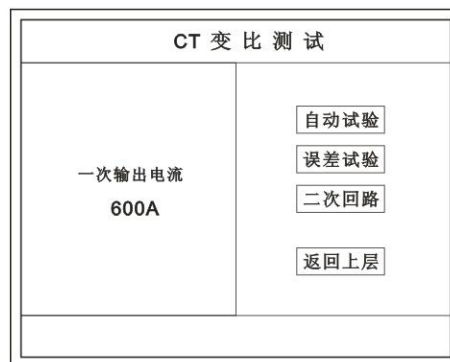 CT 变 比 测 试
一次输出电流
600A
自动试验
误差试验
二次回路
返回上层